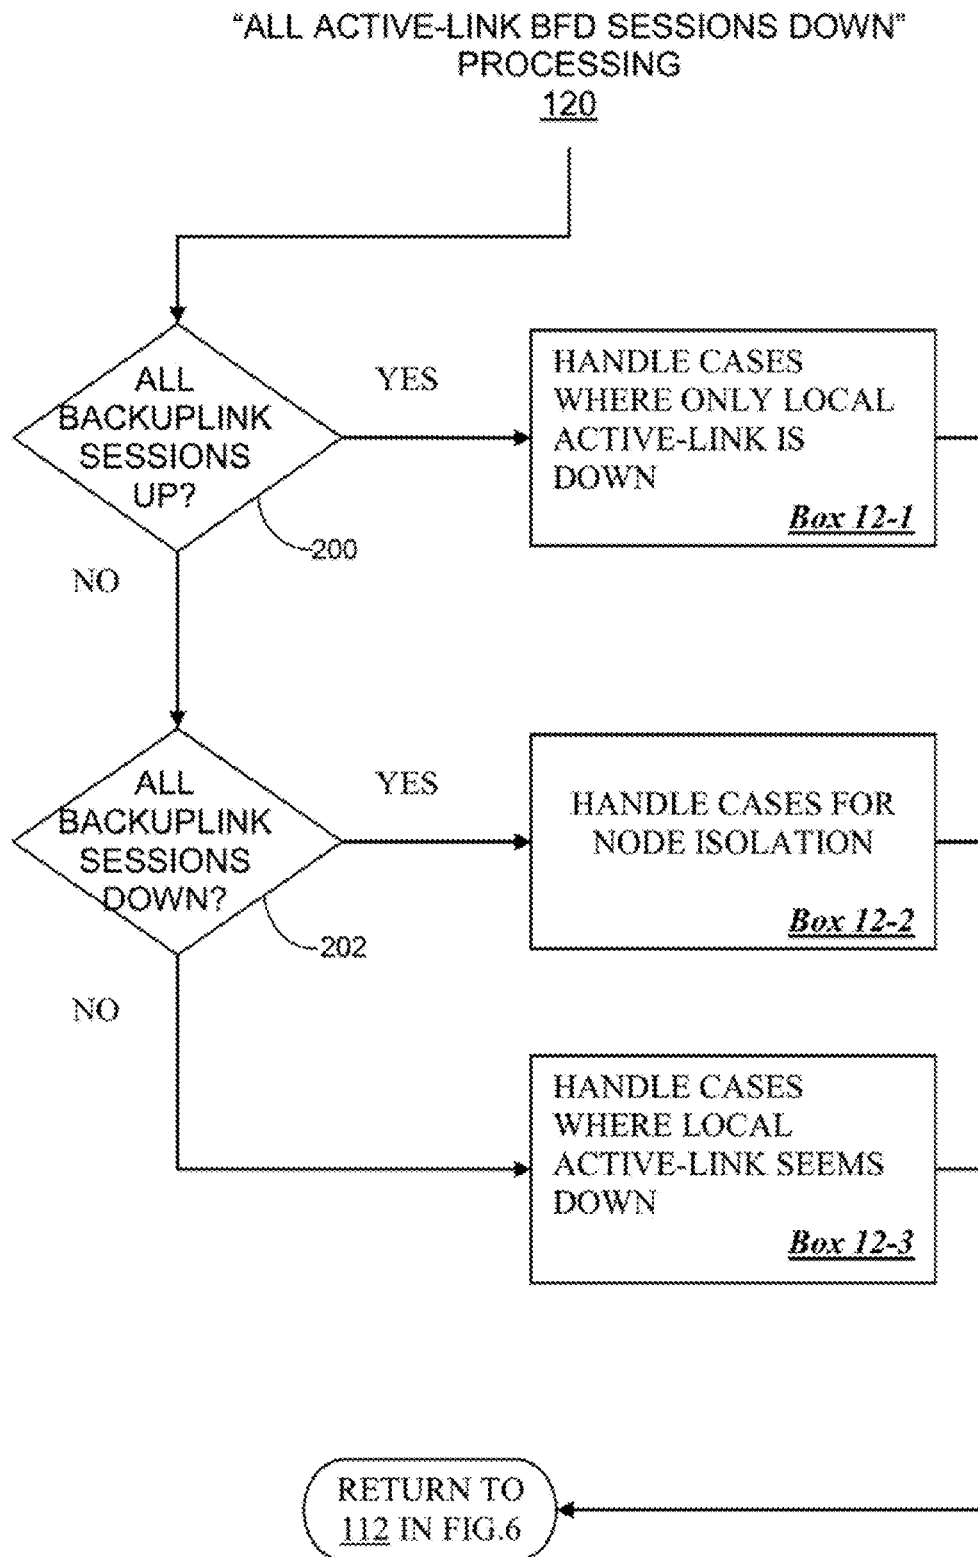 “ALL ACTIVE-LINK BFD SESSIONS DOWN”
PROCESSING
120
ALL
BACKUPLINK
SESSIONS
UP?
YES
200
NO
HANDLE CASES
WHERE ONLY LOCAL
ACTIVE-LINK IS
DOWN
Box 12-1
ALL
BACKUPLINK
SESSIONS
DOWN?
YES
202
NO
HANDLE CASES FOR
NODE ISOLATION
Box 12-2
HANDLE CASES
WHERE LOCAL
ACTIVE-LINK SEEMS
DOWN
Box 12-3
RETURN TO
112 IN FIG.6